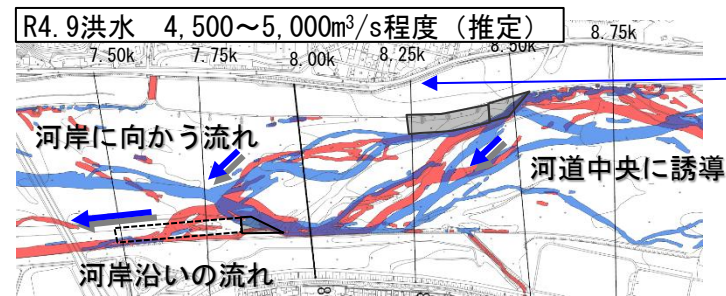 R4.9洪水 4,500～5,000m³/s程度（推定）
7.50k 7.75k 8.00k 8.25k 8.50k 8.75k
河岸に向かう流れ
河道中央に誘導
河岸沿いの流れ